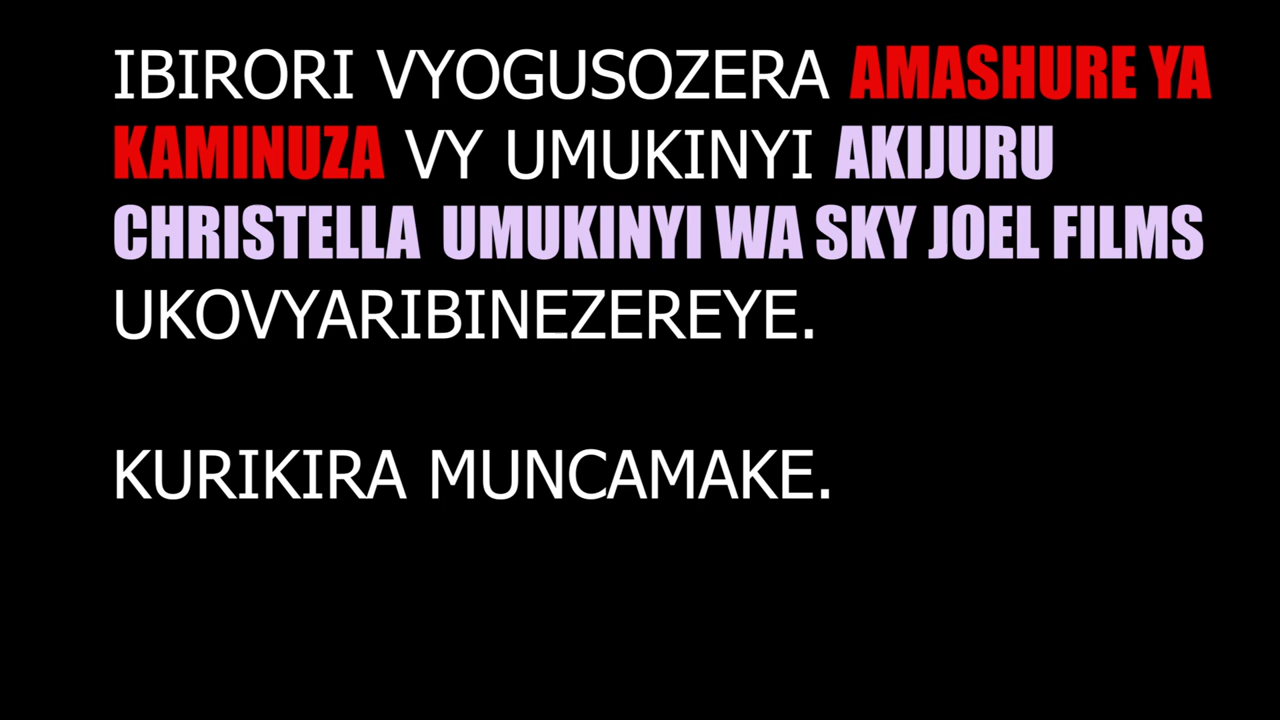 IBIRORI VYOGUSOZERA AMASHURE YA
KAMINUZA VY UMUKINYI AKIJURU
CHRISTELLA UMUKINYI WA SKY JOEL FILMS
UKOVYARIBINEZEREYE.
KURIKIRA MUNCAMAKE.